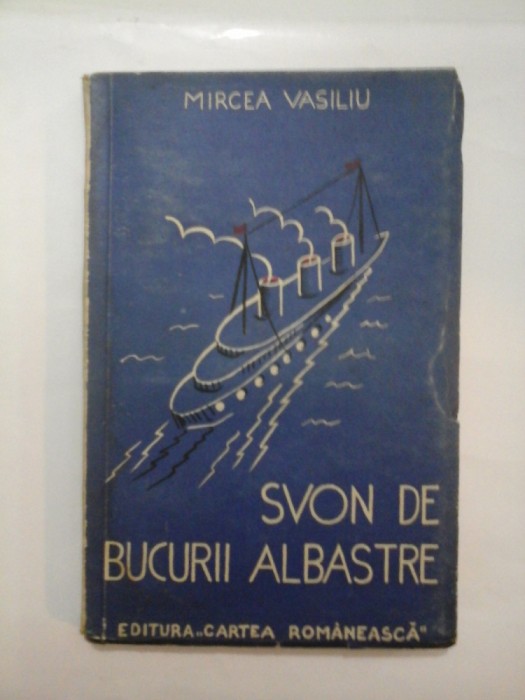 MIRCEA VASILIU
SVON DE
BUCURII ALBASTRE
EDITURA „CARTEA ROMÂNEASCĂ"